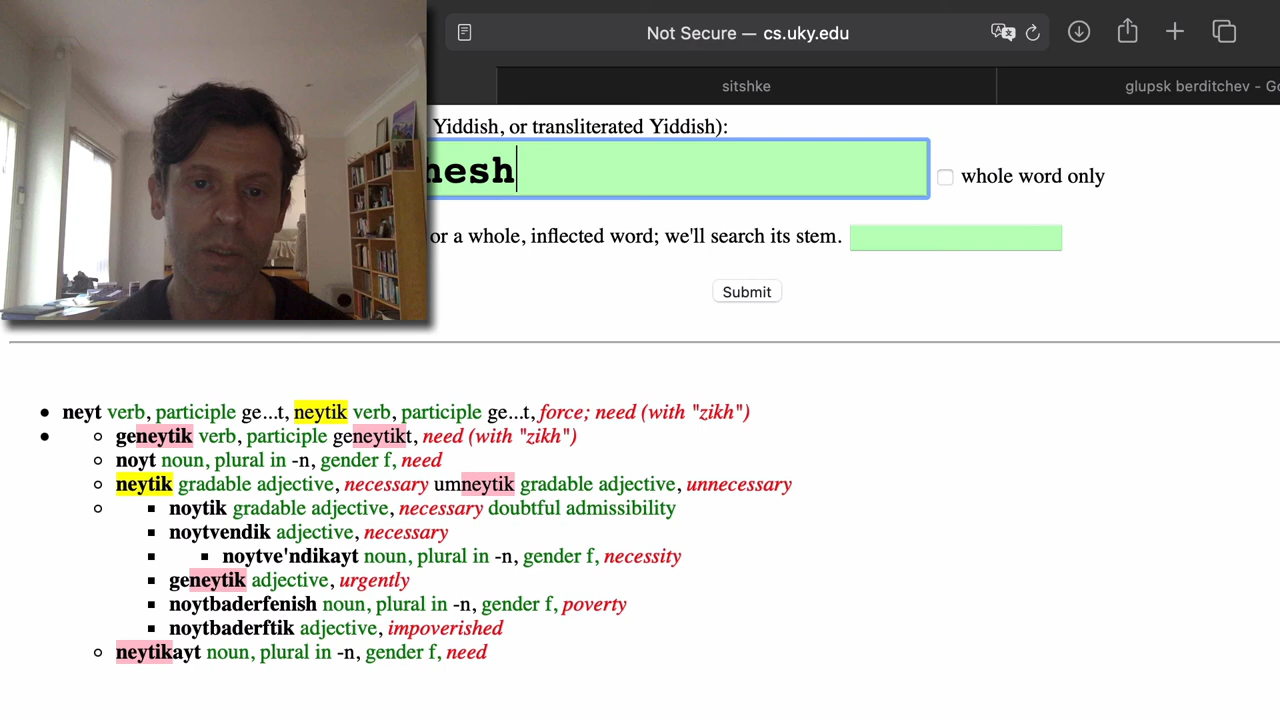 Not Secure — cs.uky.edu
sitshke
glupsk berditchev - Go
Yiddish, or transliterated Yiddish):
hesh
whole word only
or a whole, inflected word; we'll search its stem.
Submit
neyt verb, participle ge...t, neytik verb, participle ge...t, force; need (with "zikh")
geneytik verb, participle geneytikt, need (with "zikh")
noyt noun, plural in -n, gender f, need
neytik gradable adjective, necessary umneytik gradable adjective, unnecessary
noytik gradable adjective, necessary doubtful admissibility
noytvendik adjective, necessary
noytve'ndikayt noun, plural in -n, gender f, necessity
geneytik adjective, urgently
noytbaderfenish noun, plural in -n, gender f, poverty
noytbaderftik adjective, impoverished
neytikayt noun, plural in -n, gender f, need